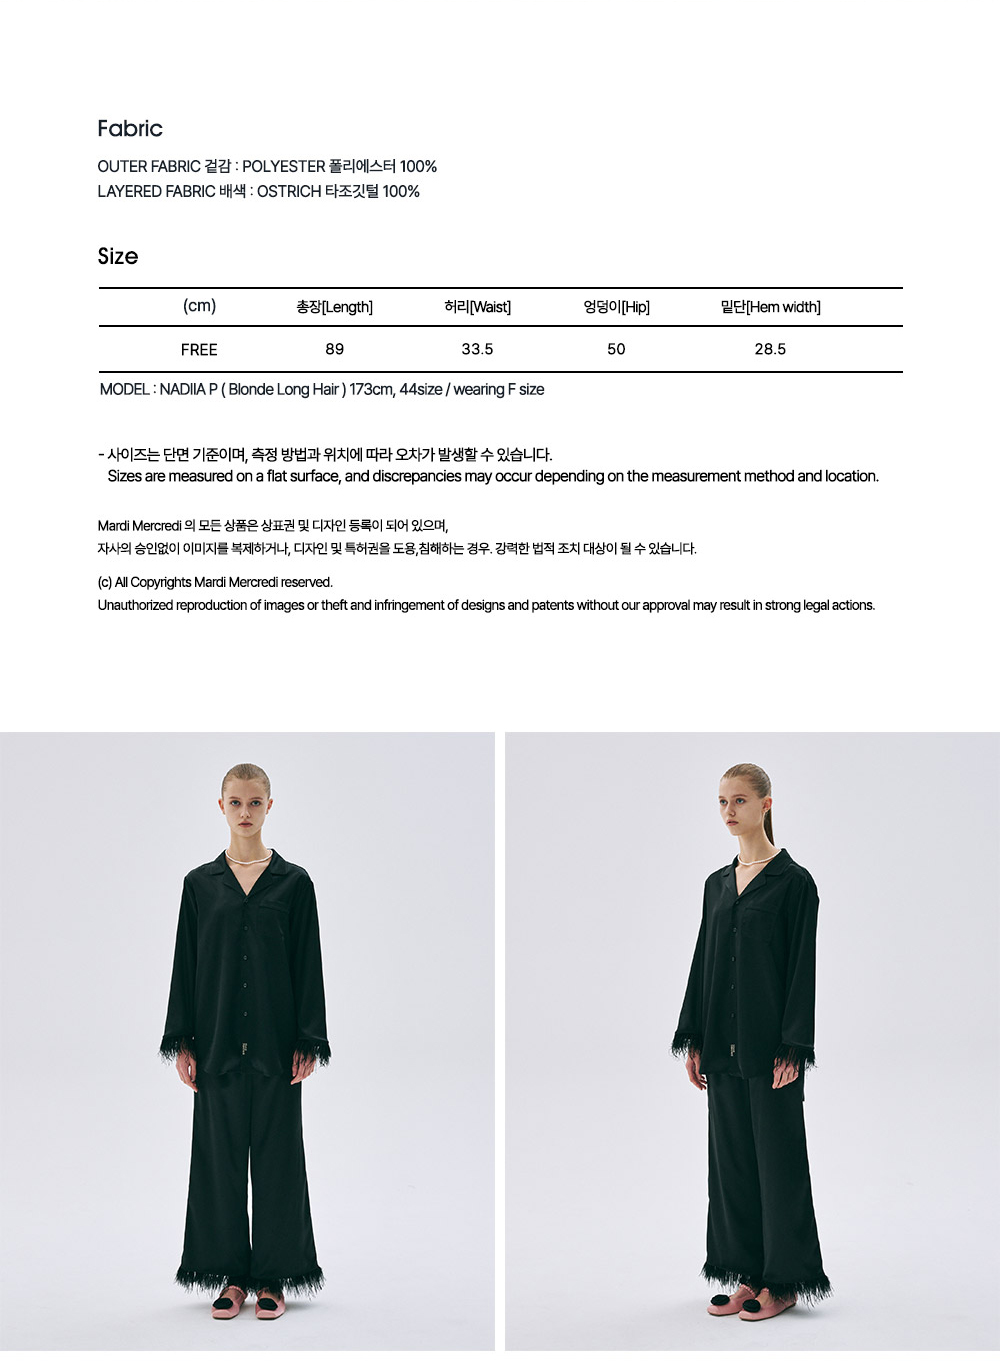 Fabric
OUTER FABRIC 겉감 : POLYESTER 폴리에스터 100%
LAYERED FABRIC 배색 : OSTRICH 타조깃털 100%
Size
(cm) 총장[Length] 허리[Waist] 엉덩이[Hip] 밑단[Hem width]
FREE 89 33.5 50 28.5
MODEL : NADIIA P ( Blonde Long Hair ) 173cm, 44size / wearing F size
- 사이즈는 단면 기준이며, 측정 방법과 위치에 따라 오차가 발생할 수 있습니다.
Sizes are measured on a flat surface, and discrepancies may occur depending on the measurement method and location.
Mardi Mercredi 의 모든 상품은 상표권 및 디자인 등록이 되어 있으며,
자사의 승인없이 이미지를 복제하거나, 디자인 및 특허권을 도용,침해하는 경우. 강력한 법적 조치 대상이 될 수 있습니다.
(c) All Copyrights Mardi Mercredi reserved.
Unauthorized reproduction of images or theft and infringement of designs and patents without our approval may result in strong legal actions.